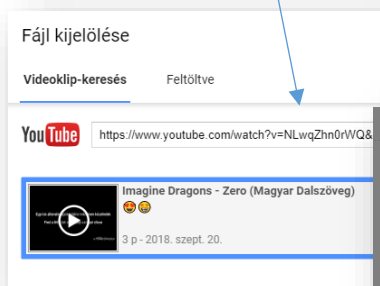 Fájl kijelölése
Videoklip-keresés Feltöltve
YouTube https://www.youtube.com/watch?v=NLwqZhn0rWQ&
Imagine Dragons - Zero (Magyar Dalszöveg)
😍😄
3 p - 2018. szept. 20.